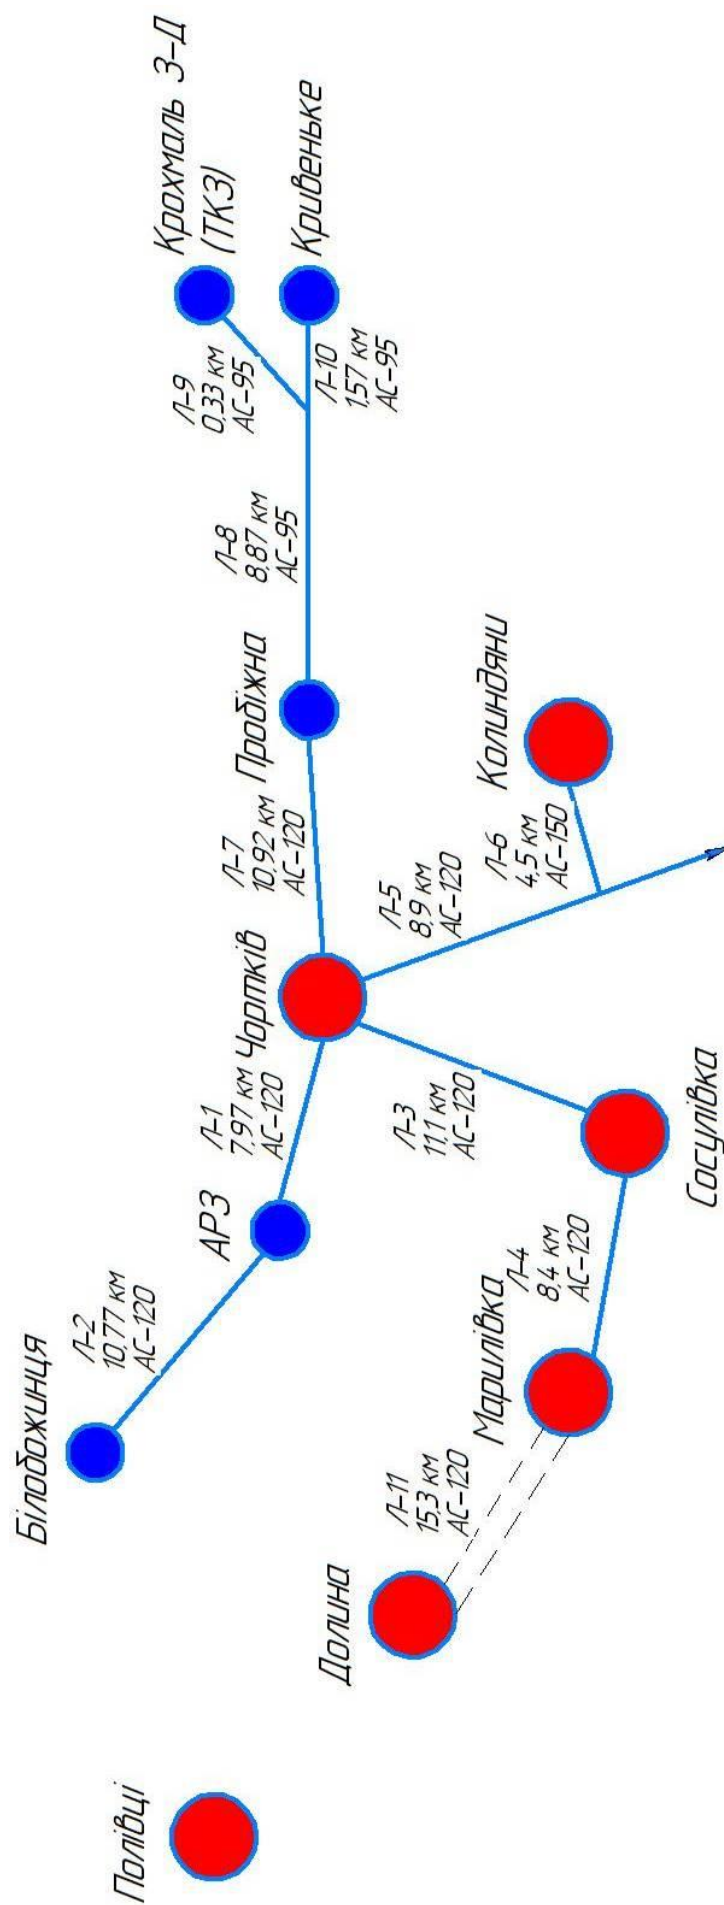 Полівці
Долина
Л-11
15,3 км
АС-120
Марилівка
Л-4
8,4 км
АС-120
Сосулівка
Білобожинця
Л-2
10,77 км
АС-120
АРЗ
Л-1
7,97 км
АС-120
Чортків
Л-3
11,1 км
АС-120
Л-5
8,9 км
АС-120
Л-6
4,5 км
АС-150
Колиндяни
Л-7
10,92 км
АС-120
Пробіжна
Л-8
8,87 км
АС-95
Л-9
0,33 км
АС-95
Л-10
1,57 км
АС-95
Крохмаль З-Д
(ТКЗ)
Кривеньке